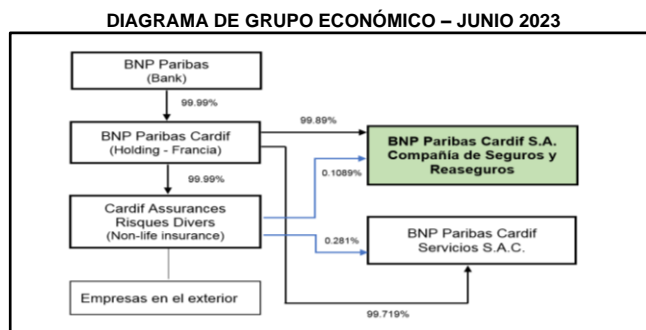 DIAGRAMA DE GRUPO ECONÓMICO – JUNIO 2023
BNP Paribas
(Bank)
99.99%
BNP Paribas Cardif
(Holding - Francia)
99.99%
Cardif Assurances
Risques Divers
(Non-life insurance)
Empresas en el exterior
99.89%
BNP Paribas Cardif S.A.
Compañía de Seguros y
Reaseguros
0.1089%
0.281%
BNP Paribas Cardif
Servicios S.A.C.
99.719%